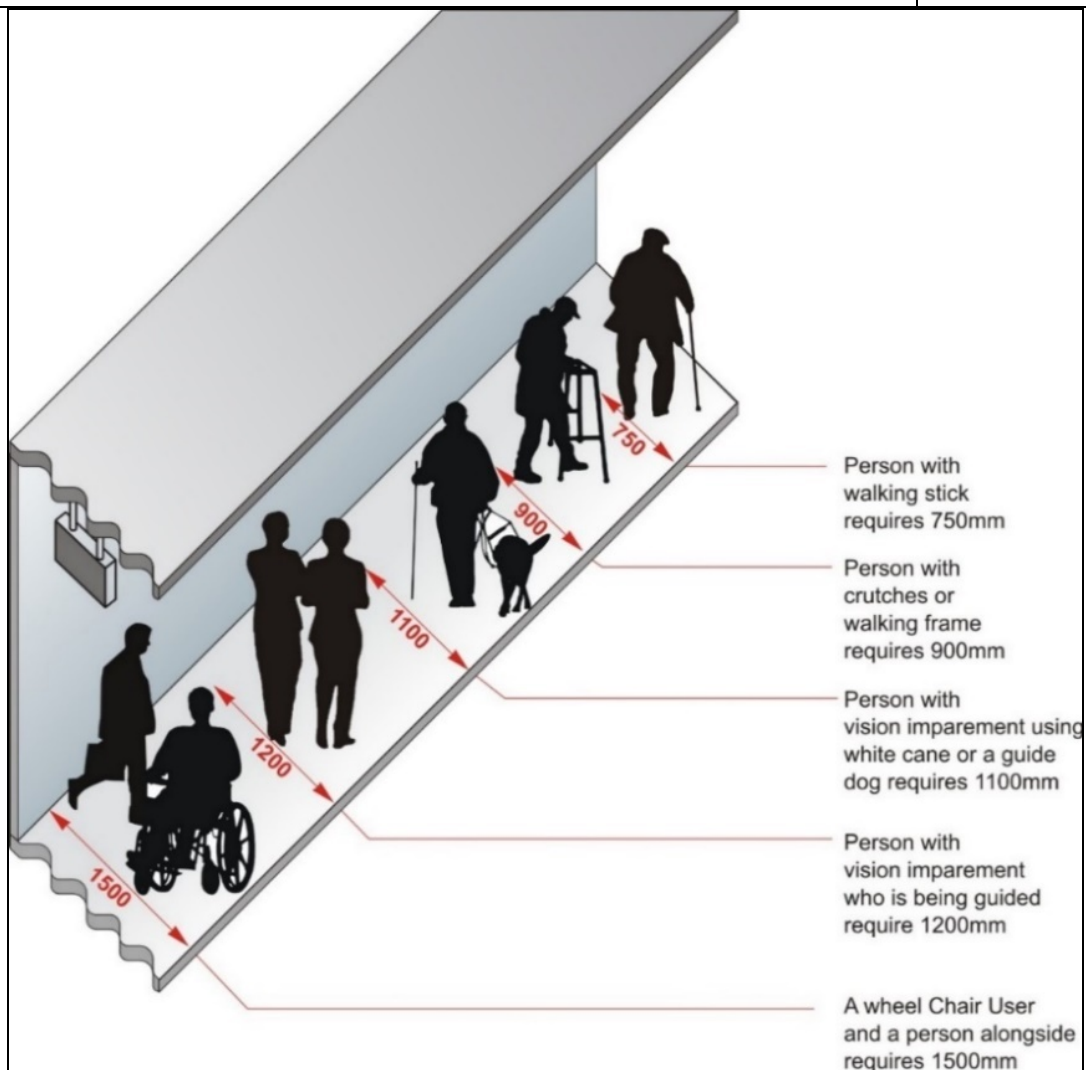 750
Person with
walking stick
requires 750mm
900
Person with
crutches or
walking frame
requires 900mm
1100
Person with
vision imparement using
white cane or a guide
dog requires 1100mm
1200
Person with
vision imparement
who is being guided
require 1200mm
1500
A wheel Chair User
and a person alongside
requires 1500mm